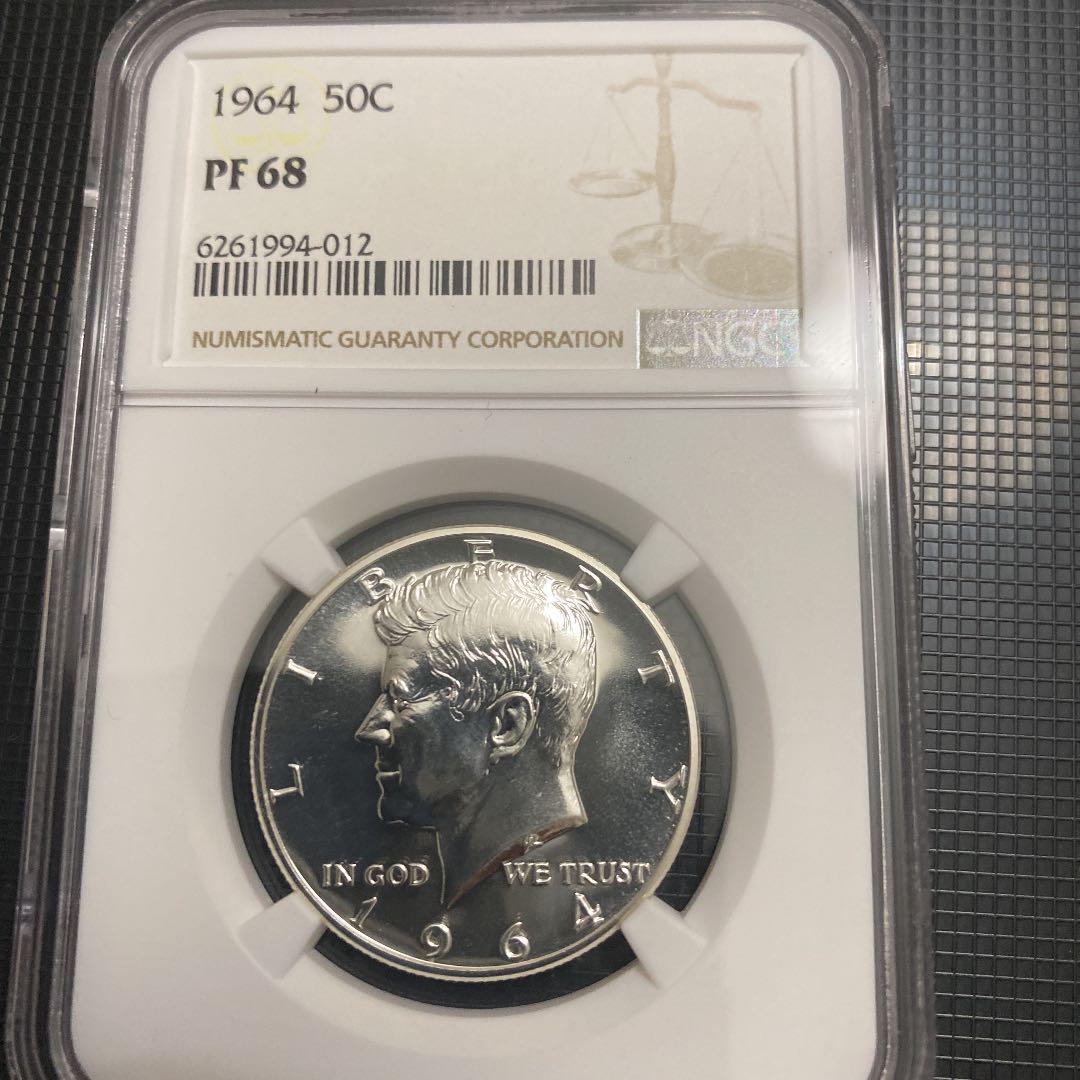 1964 50C
PF 68
6261994-012
NUMISMATIC GUARANTY CORPORATION
NGC
LIBERTY
IN GOD WE TRUST
1964